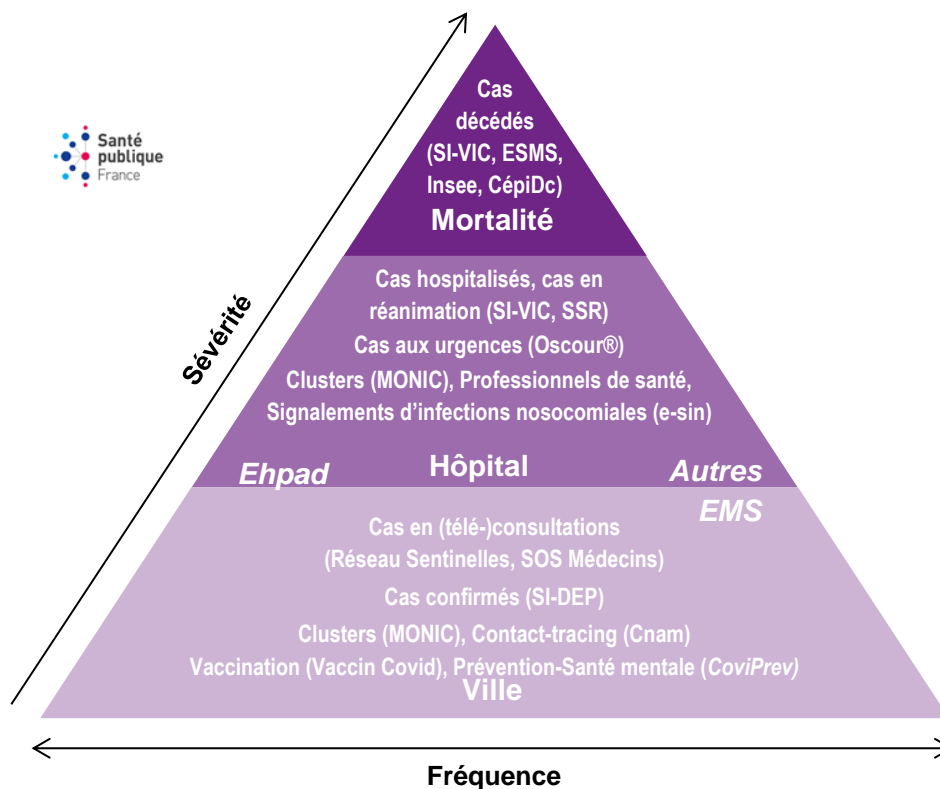 Santé
publique
France
Cas
décédés
(SI-VIC, ESMS,
Insee, CépiDc)
Mortalité
Sévérité
Cas hospitalisés, cas en
réanimation (SI-VIC, SSR)
Cas aux urgences (Oscour®)
Clusters (MONIC), Professionnels de santé,
Signalements d’infections nosocomiales (e-sin)
Ehpad
Hôpital
Autres
EMS
Cas en (télé-)consultations
(Réseau Sentinelles, SOS Médecins)
Cas confirmés (SI-DEP)
Clusters (MONIC), Contact-tracing (Cnam)
Vaccination (Vaccin Covid), Prévention-Santé mentale (CoviPrev)
Ville
Fréquence